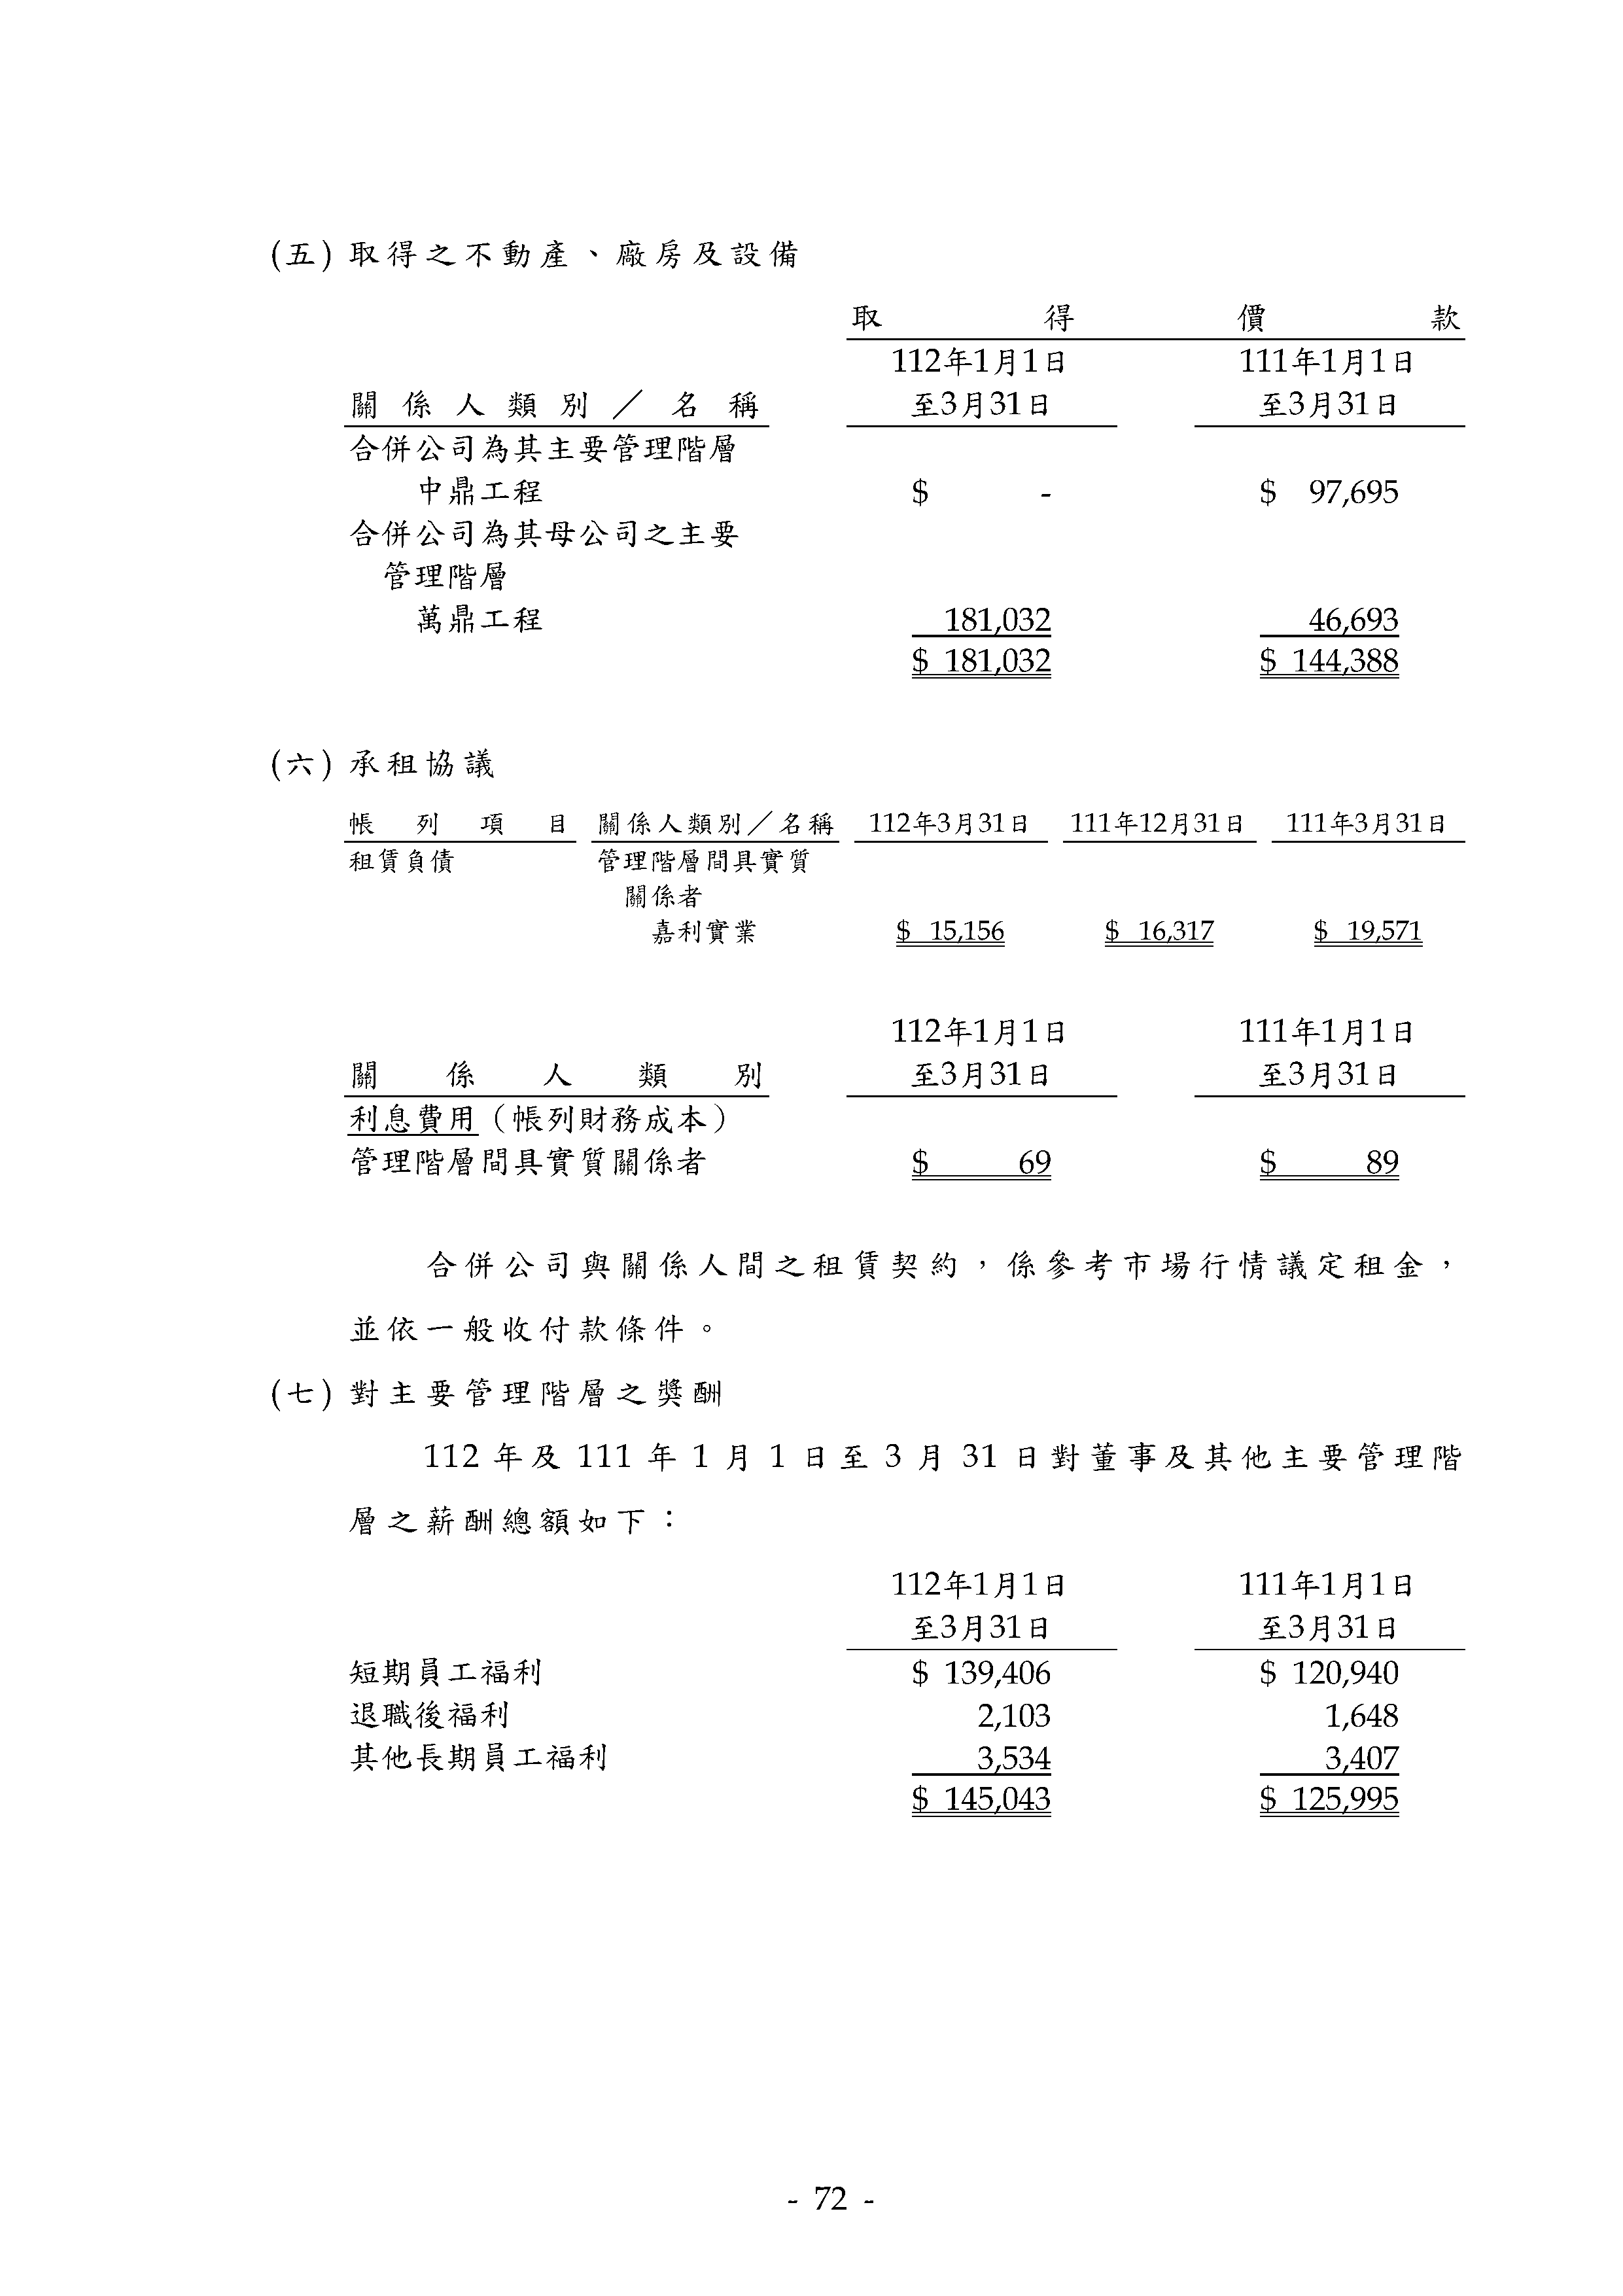 (五) 取得之不動產、廠房及設備
取得價款
112年1月1日 111年1月1日
關係人類別／名稱 至3月31日 至3月31日
合併公司為其主要管理階層
中鼎工程 $ - $ 97,695
合併公司為其母公司之主要
管理階層
萬鼎工程 181,032 46,693
$ 181,032 $ 144,388
(六) 承租協議
帳列項目 關係人類別／名稱 112年3月31日 111年12月31日 111年3月31日
租賃負債 管理階層間具實質
關係者
嘉利實業 $ 15,156 $ 16,317 $ 19,571
112年1月1日 111年1月1日
關係人類別 至3月31日 至3月31日
利息費用（帳列財務成本）
管理階層間具實質關係者 $ 69 $ 89
合併公司與關係人間之租賃契約，係參考市場行情議定租金，
並依一般收付款條件。
(七) 對主要管理階層之獎酬
112 年及 111 年 1 月 1 日至 3 月 31 日對董事及其他主要管理階
層之薪酬總額如下：
112年1月1日 111年1月1日
至3月31日 至3月31日
短期員工福利 $ 139,406 $ 120,940
退職後福利 2,103 1,648
其他長期員工福利 3,534 3,407
$ 145,043 $ 125,995
- 72 -